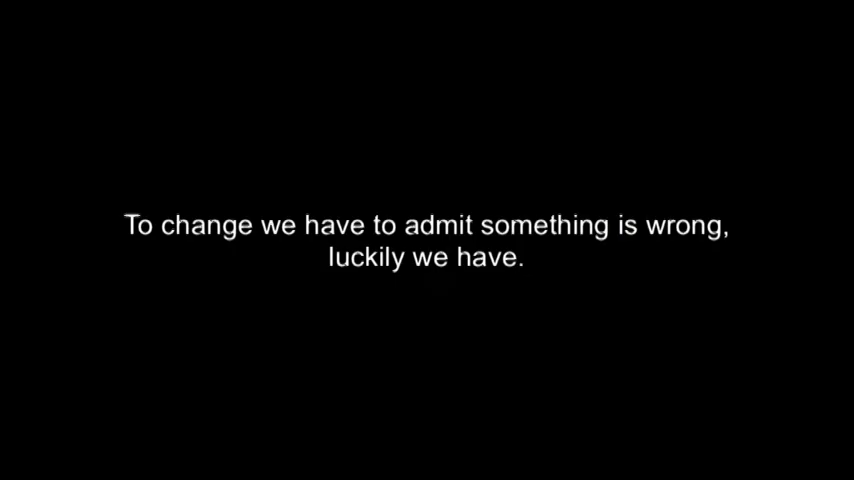 To change we have to admit something is wrong,
luckily we have.